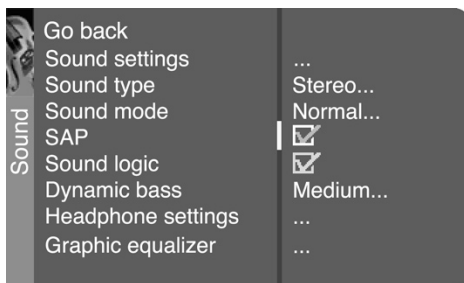 Go back
Sound settings ...
Sound type Stereo...
Sound mode Normal...
SAP
Sound logic
Dynamic bass Medium...
Headphone settings ...
Graphic equalizer ...
Sound